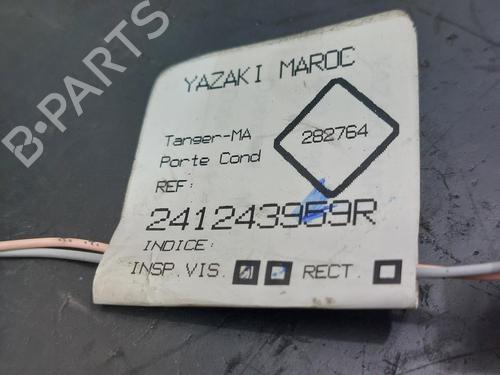 B-PARTS
YAZAKI MAROC
Tanger-MA
Porte Cond
282764
REF:
241243959R
INDICE:
INSP.VIS. RECT.